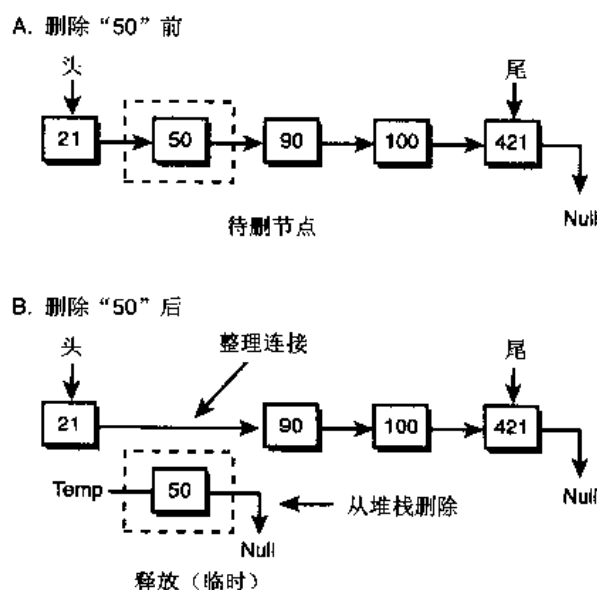 A. 删除“50”前
头 尾
21 50 90 100 421
Null
待删节点
B. 删除“50”后
头 整理连接 尾
21 90 100 421
Temp 50 从堆栈删除 Null
Null
释放（临时）